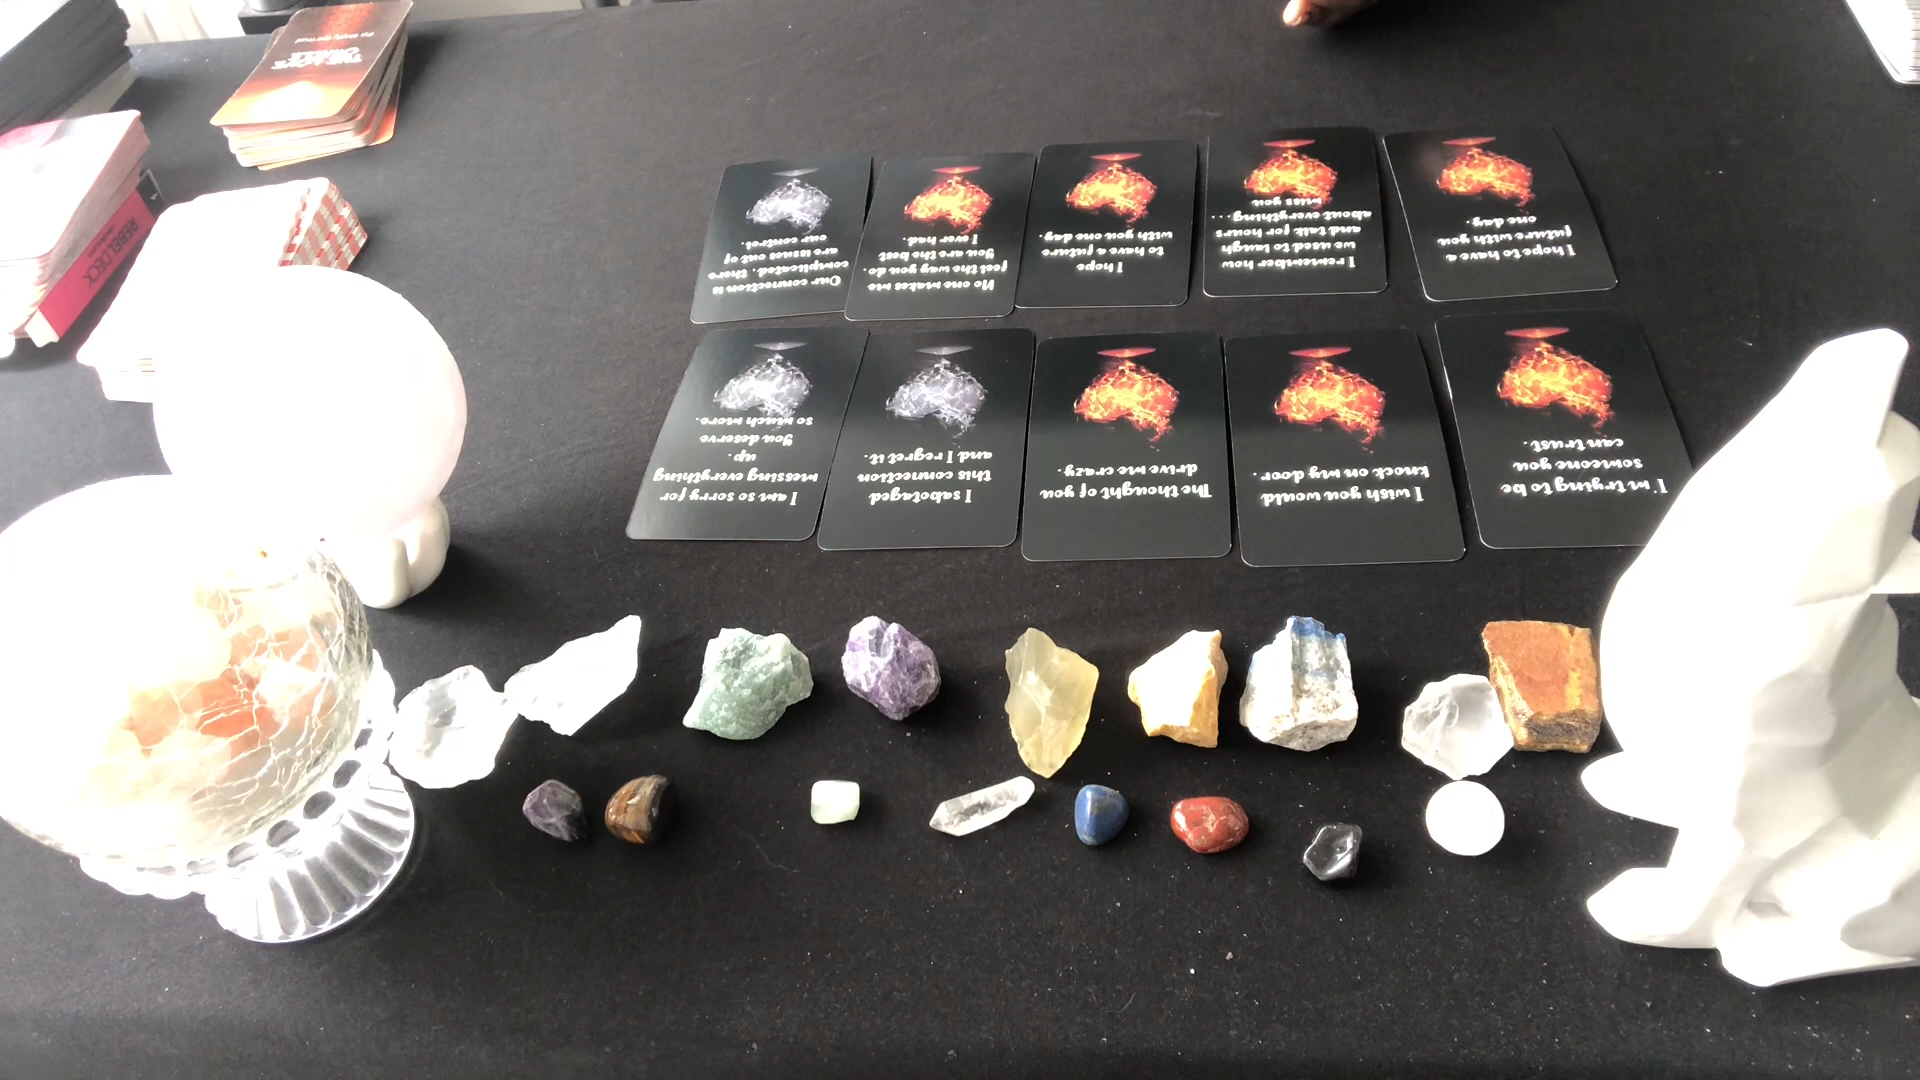 REBEL DECK
Our connection is
complicated, there
are issues out of
our control.
No one makes me
feel the way you do.
You are the best
I ever had.
I hope
to have a future
with you one day.
I remember how
we used to laugh
and talk for hours
about everything...
miss you
I hope to have a
future with you
one day.
I am so sorry for
messing everything
up.
You deserve
so much more.
I sabotaged
this connection
and I regret it.
The thought of you
drive me crazy.
I wish you would
knock on my door.
I'm trying to be
someone you
can trust.